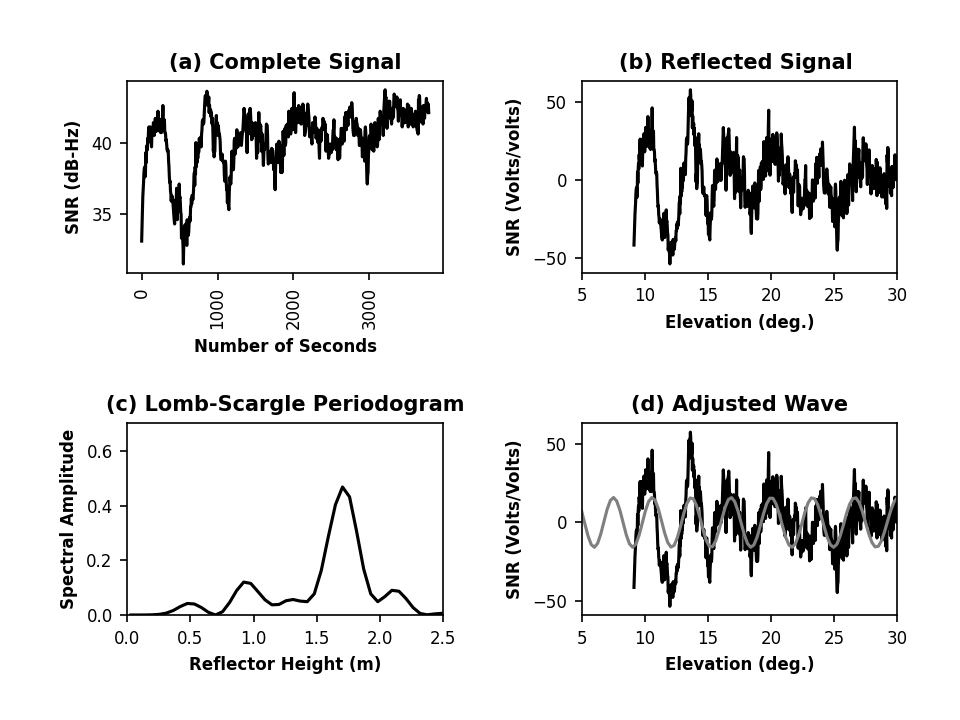 (a) Complete Signal
SNR (dB-Hz)
40
35
0
1000
2000
3000
Number of Seconds
(b) Reflected Signal
SNR (Volts/volts)
50
0
−50
5 10 15 20 25 30
Elevation (deg.)
(c) Lomb-Scargle Periodogram
Spectral Amplitude
0.6
0.4
0.2
0.0
0.0 0.5 1.0 1.5 2.0 2.5
Reflector Height (m)
(d) Adjusted Wave
SNR (Volts/Volts)
50
0
−50
5 10 15 20 25 30
Elevation (deg.)